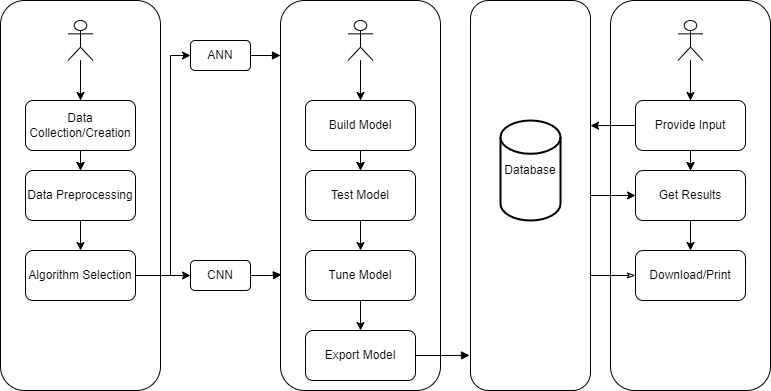 Data
Collection/Creation
Data Preprocessing
Algorithm Selection
ANN
CNN
Build Model
Test Model
Tune Model
Export Model
Database
Provide Input
Get Results
Download/Print